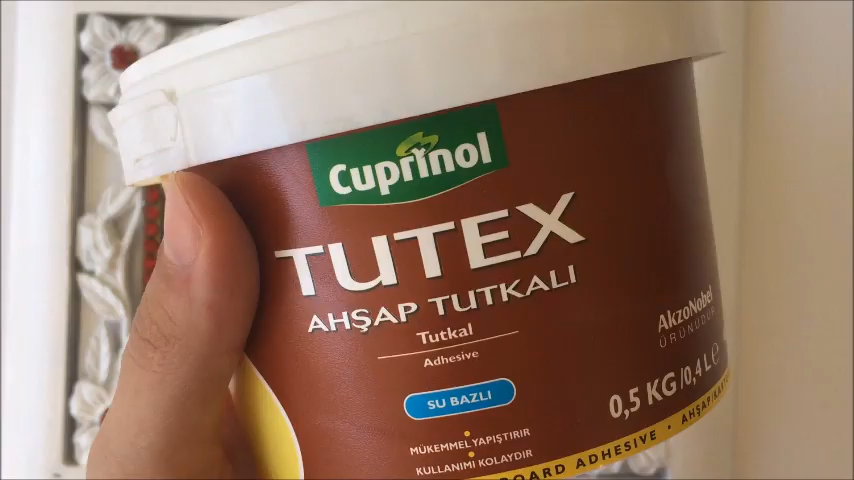 Cuprinol
TUTEX
AHŞAP TUTKALI
Tutkal
Adhesive
SU BAZLI
MÜKEMMEL YAPIŞTIRIR
KULLANIMI KOLAYDIR
AkzoNobel
ÜRÜNÜDÜR
0,5 KG/0,4 L e
BOARD ADHESIVE • AHŞAP/KA